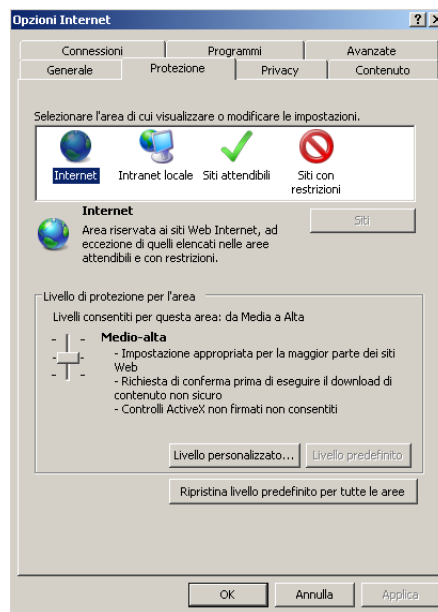 Opzioni Internet
Connessioni Programmi Avanzate
Generale Protezione Privacy Contenuto
Selezionare l'area di cui visualizzare o modificare le impostazioni.
Internet Intranet locale Siti attendibili Siti con
restrizioni
Internet
Siti
Area riservata ai siti Web Internet, ad
eccezione di quelli elencati nelle aree
attendibili e con restrizioni.
Livello di protezione per l'area
Livelli consentiti per questa area: da Media a Alta
Medio-alta
- Impostazione appropriata per la maggior parte dei siti
Web
- Richiesta di conferma prima di eseguire il download di
contenuto non sicuro
- Controlli ActiveX non firmati non consentiti
Livello personalizzato... Livello predefinito
Ripristina livello predefinito per tutte le aree
OK Annulla Applica